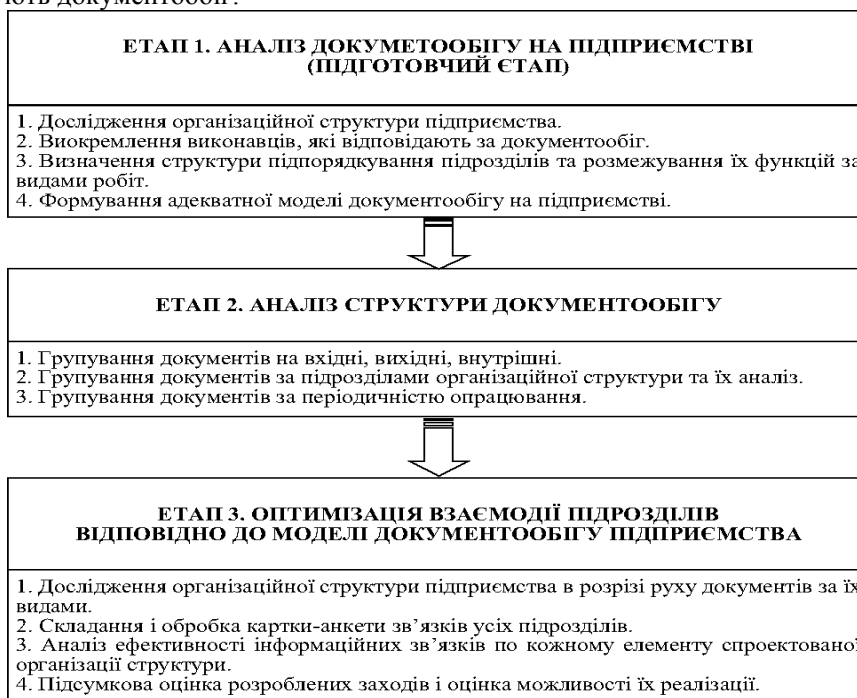 документообіг.
ЕТАП 1. АНАЛІЗ ДОКУМЕТООБІГУ НА ПІДПРИЄМСТВІ
(ПІДГОТОВЧИЙ ЄТАП)
1. Дослідження організаційної структури підприємства.
2. Виокремлення виконавців, які відповідають за документообіг.
3. Визначення структури підпорядкування підрозділів та розмежування їх функцій за
видами робіт.
4. Формування адекватної моделі документообігу на підприємстві.
ЕТАП 2. АНАЛІЗ СТРУКТУРИ ДОКУМЕНТООБІГУ
1. Групування документів на вхідні, вихідні, внутрішні.
2. Групування документів за підрозділами організаційної структури та їх аналіз.
3. Групування документів за періодичністю опрацювання.
ЕТАП 3. ОПТИМІЗАЦІЯ ВЗАЄМОДІЇ ПІДРОЗДІЛІВ
ВІДПОВІДНО ДО МОДЕЛІ ДОКУМЕНТООБІГУ ПІДПРИЄМСТВА
1. Дослідження організаційної структури підприємства в розрізі руху документів за їх
видами.
2. Складання і обробка картки-анкети зв’язків усіх підрозділів.
3. Аналіз ефективності інформаційних зв’язків по кожному елементу спроектованої
організації структури.
4. Підсумкова оцінка розроблених заходів і оцінка можливості їх реалізації.